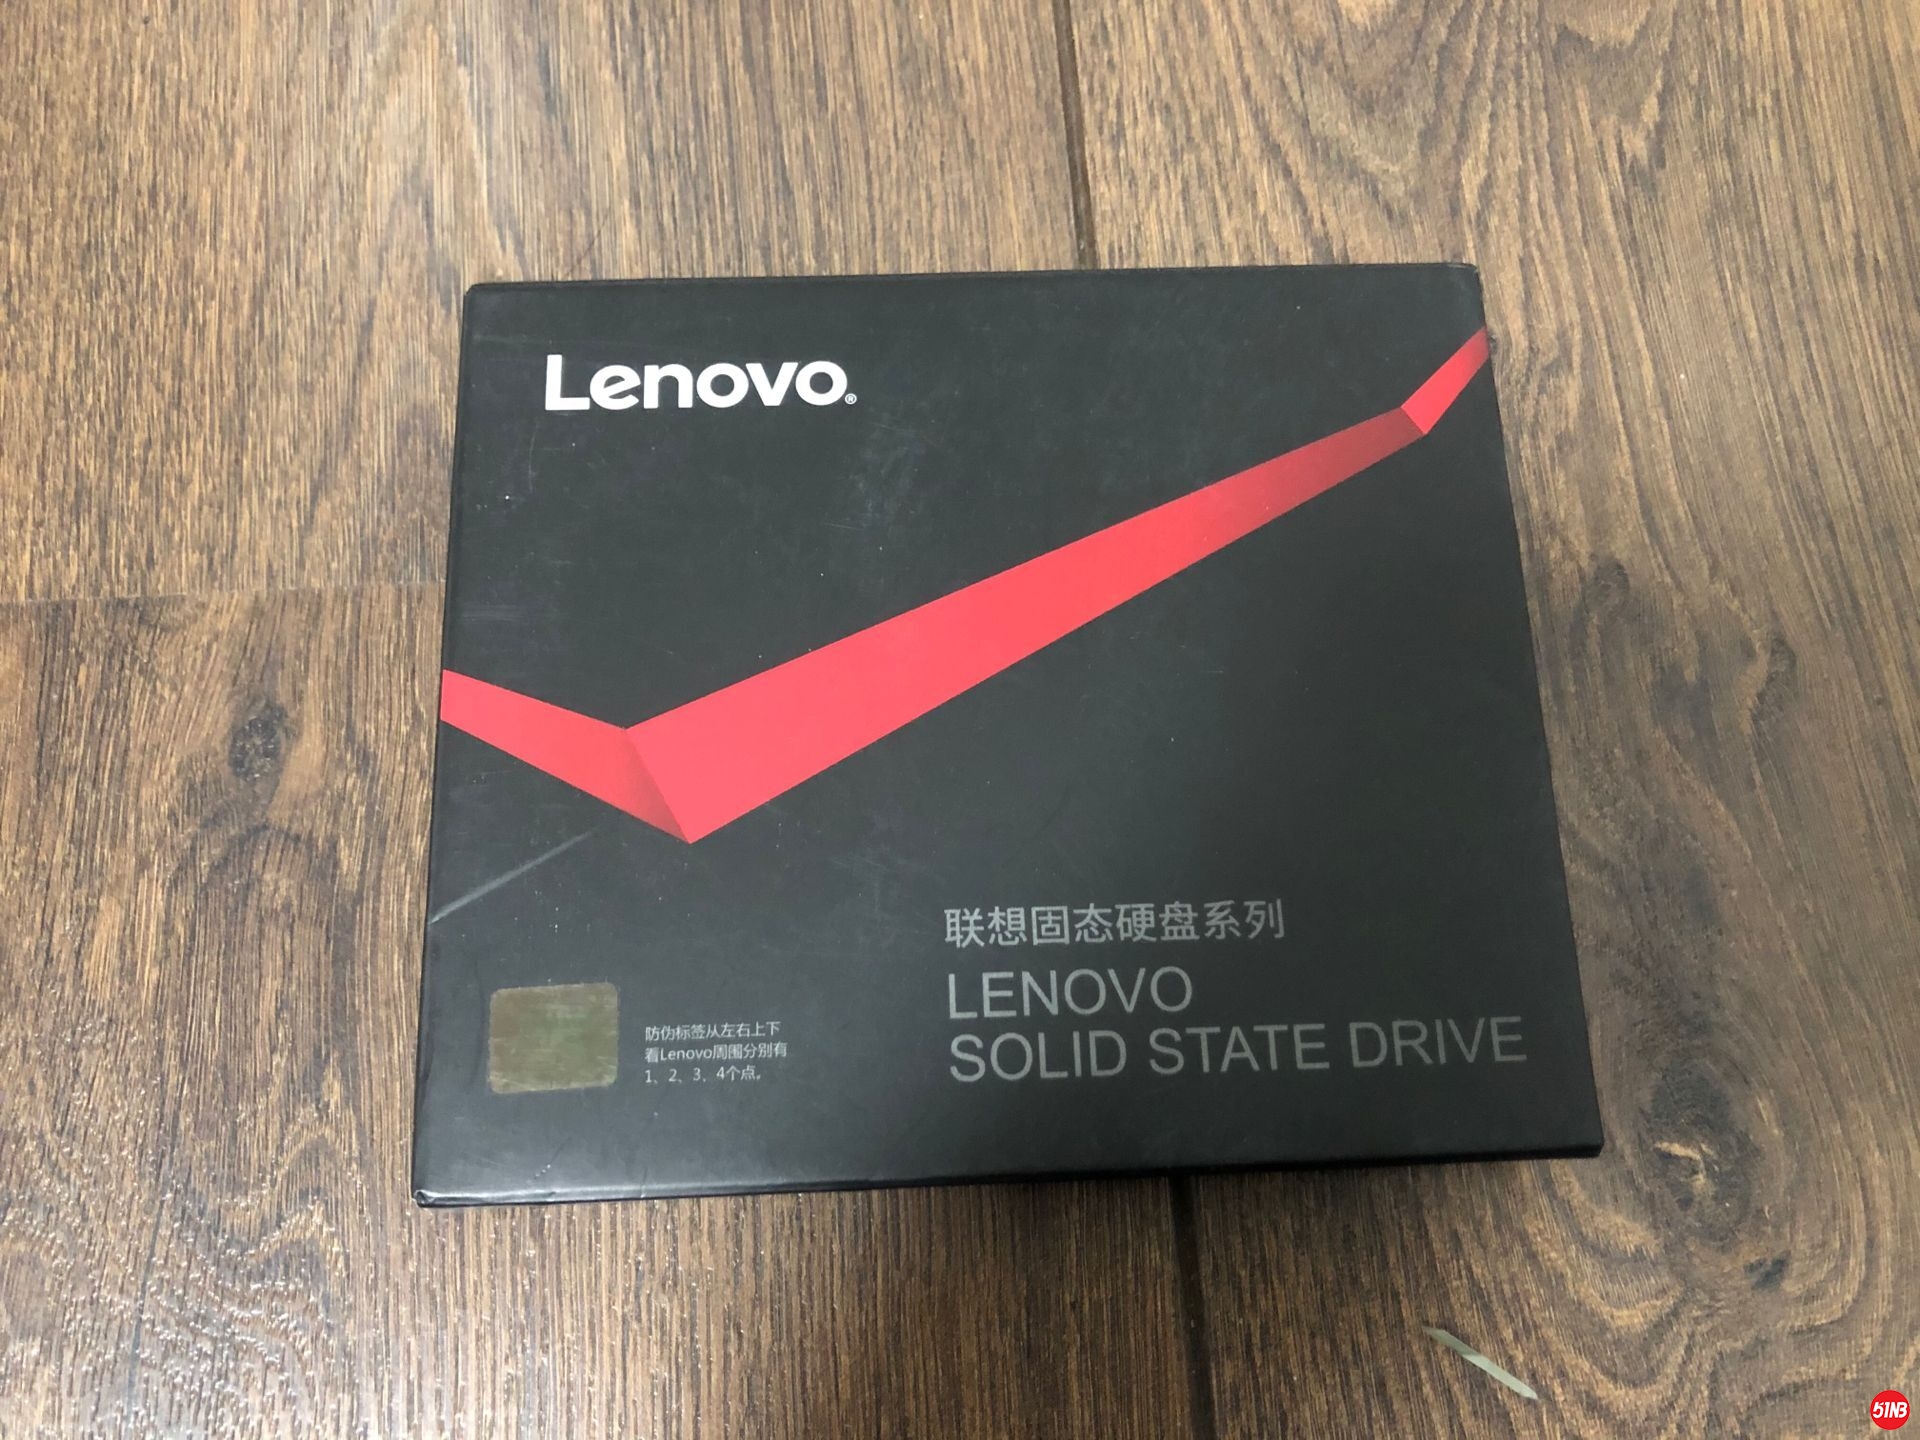 Lenovo®
联想固态硬盘系列
LENOVO
SOLID STATE DRIVE
防伪标签从左右上下
看Lenovo周围分别有
1、2、3、4个点。
51NB